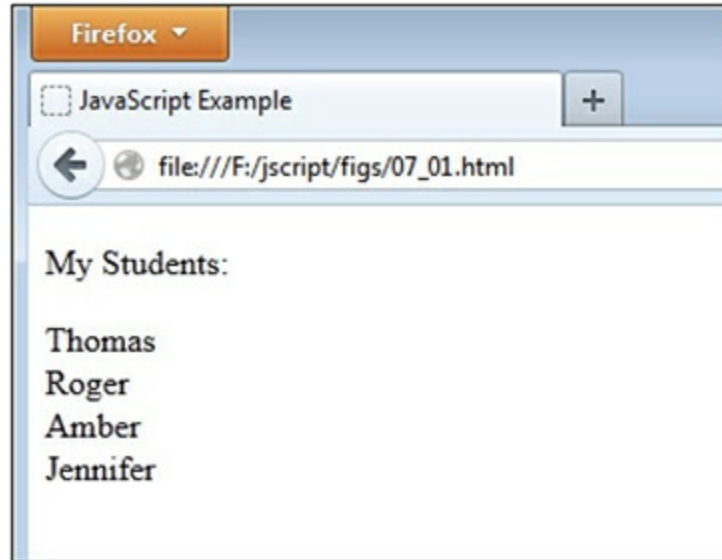 Firefox
JavaScript Example
file:///F:/jscript/figs/07_01.html
My Students:
Thomas
Roger
Amber
Jennifer